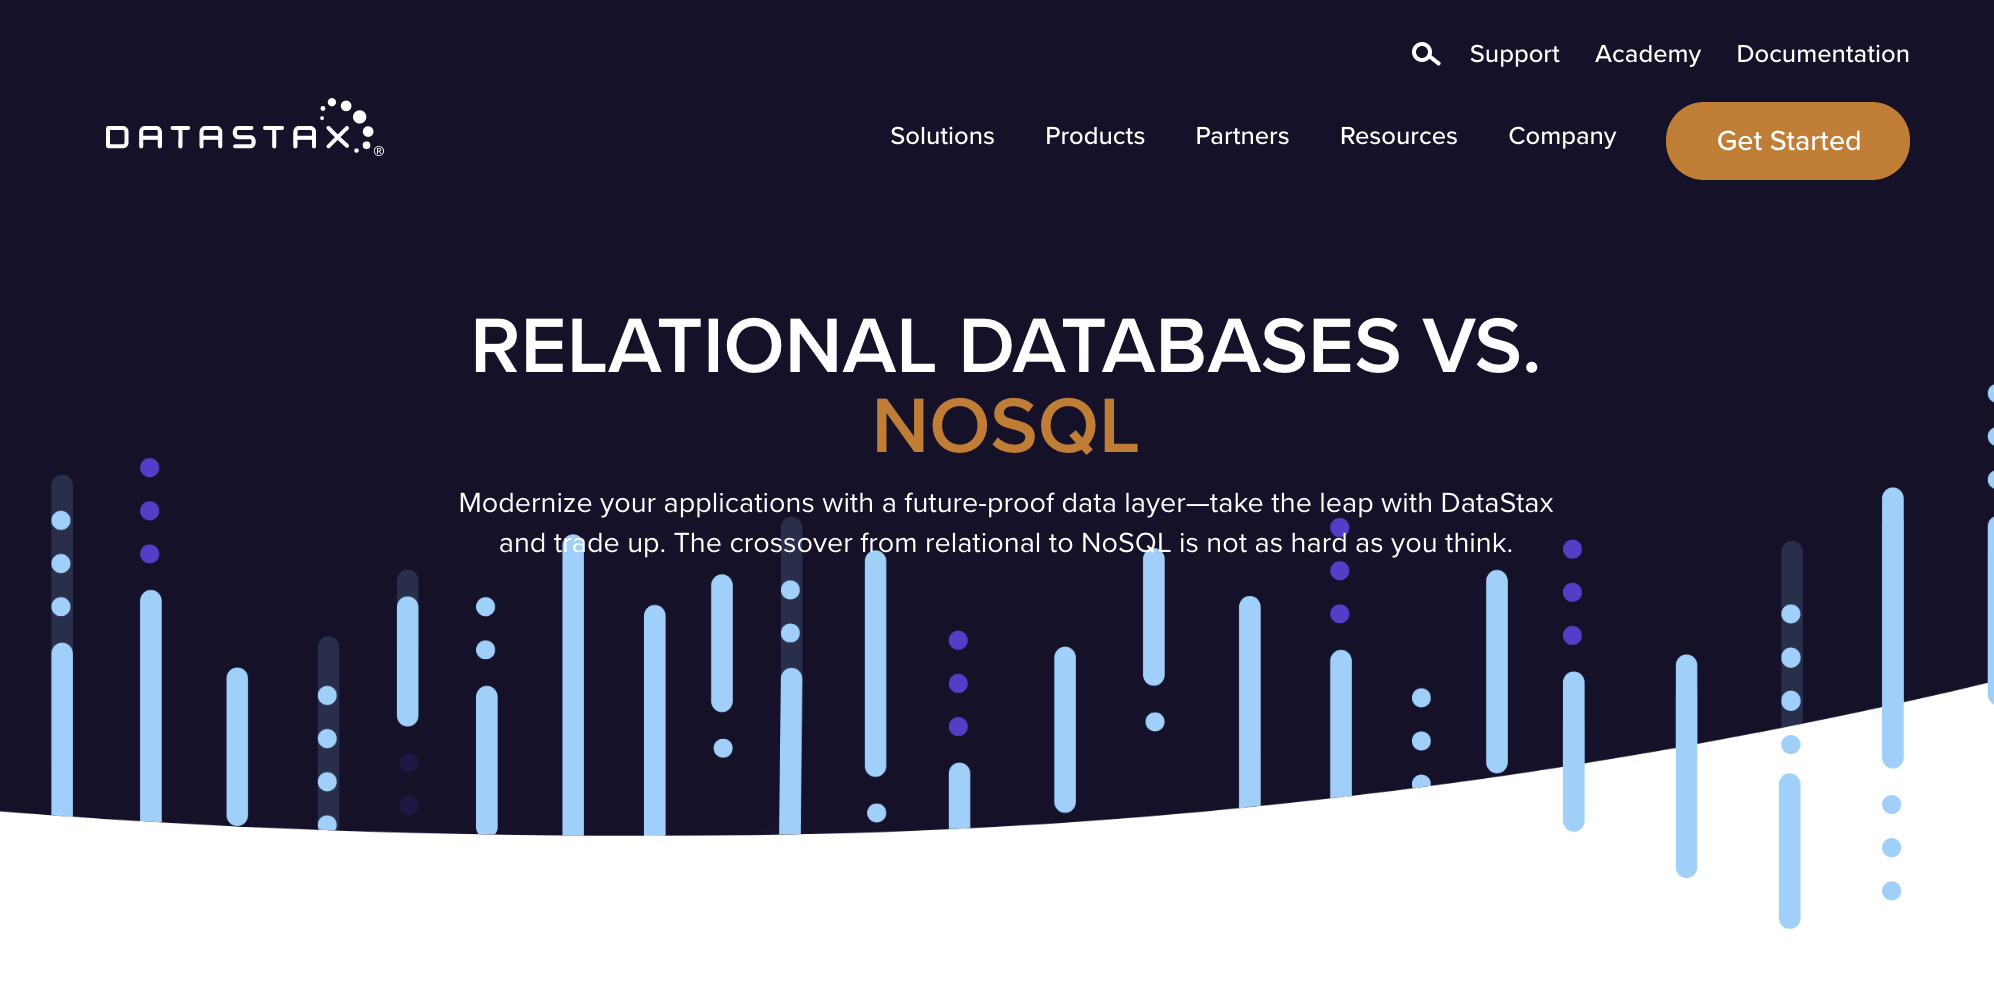 Support Academy Documentation
DATASTAX®
Solutions Products Partners Resources Company Get Started
RELATIONAL DATABASES VS.
NOSQL
Modernize your applications with a future-proof data layer—take the leap with DataStax
and trade up. The crossover from relational to NoSQL is not as hard as you think.